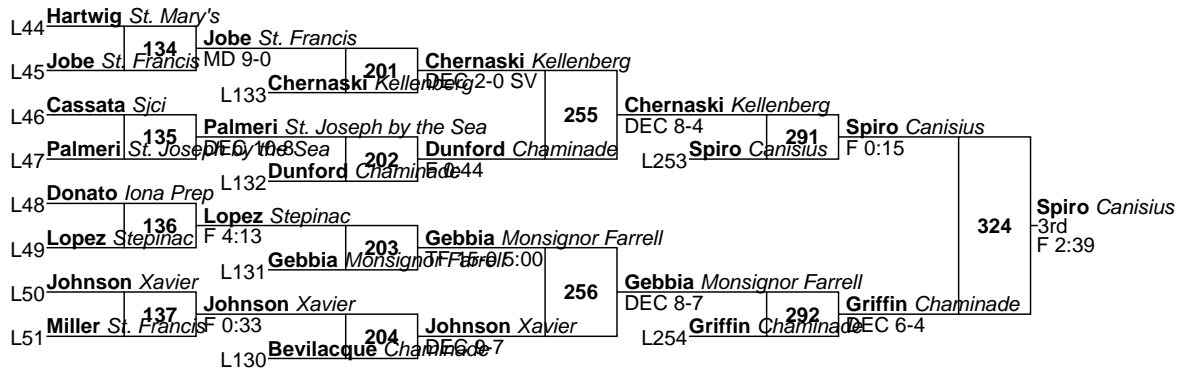 L44 Hartwig St. Mary's
134 Jobe St. Francis
L45 Jobe St. Francis MD 9-0
201 Chernaski Kellenberg
L133 Chernaski Kellenberg DEC 2-0 SV
L46 Cassata Sjci
255 Chernaski Kellenberg
135 Palmeri St. Joseph by the Sea
DEC 8-4
291 Spiro Canisius
L47 Palmeri St. Joseph by the Sea DEC 10-8
202 Dunford Chaminade
L253 Spiro Canisius F 0:15
L132 Dunford Chaminade F 0:44
L48 Donato Iona Prep
136 Lopez Stepinac
324 Spiro Canisius
3rd
F 2:39
L49 Lopez Stepinac F 4:13
203 Gebbia Monsignor Farrell
L131 Gebbia Monsignor Farrell TF 15-0 5:00
L50 Johnson Xavier
256 Gebbia Monsignor Farrell
137 Johnson Xavier
DEC 8-7
292 Griffin Chaminade
L51 Miller St. Francis F 0:33
204 Johnson Xavier
L254 Griffin Chaminade DEC 6-4
L130 Bevilacque Chaminade DEC 9-7